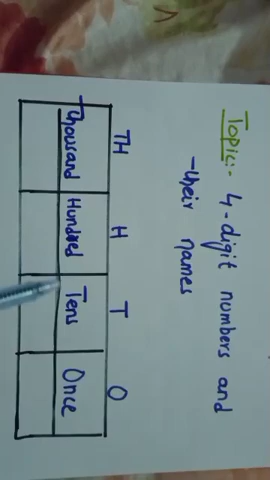 Topic:- 4-digit numbers and
-their names
TH H T O
Thousand Hundred Tens Once